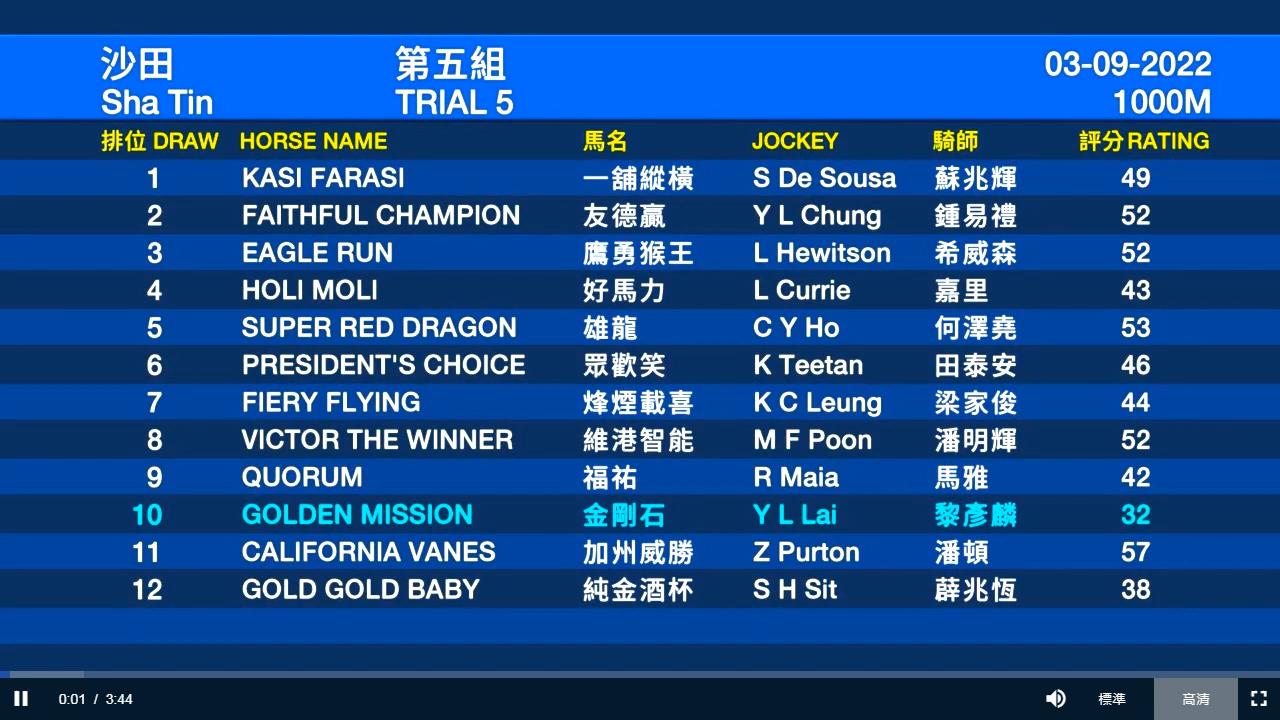 沙田 第五組 03-09-2022
Sha Tin TRIAL 5 1000M
排位 DRAW HORSE NAME 馬名 JOCKEY 騎師 評分 RATING
1 KASI FARASI 一舖縱橫 S De Sousa 蘇兆輝 49
2 FAITHFUL CHAMPION 友德贏 Y L Chung 鍾易禮 52
3 EAGLE RUN 鷹勇猴王 L Hewitson 希威森 52
4 HOLI MOLI 好馬力 L Currie 嘉里 43
5 SUPER RED DRAGON 雄龍 C Y Ho 何澤堯 53
6 PRESIDENT'S CHOICE 眾歡笑 K Teetan 田泰安 46
7 FIERY FLYING 烽煙載喜 K C Leung 梁家俊 44
8 VICTOR THE WINNER 維港智能 M F Poon 潘明輝 52
9 QUORUM 福祐 R Maia 馬雅 42
10 GOLDEN MISSION 金剛石 Y L Lai 黎彥麟 32
11 CALIFORNIA VANES 加州威勝 Z Purton 潘頓 57
12 GOLD GOLD BABY 純金酒杯 S H Sit 薛兆恆 38
0:01 / 3:44 標準 高清